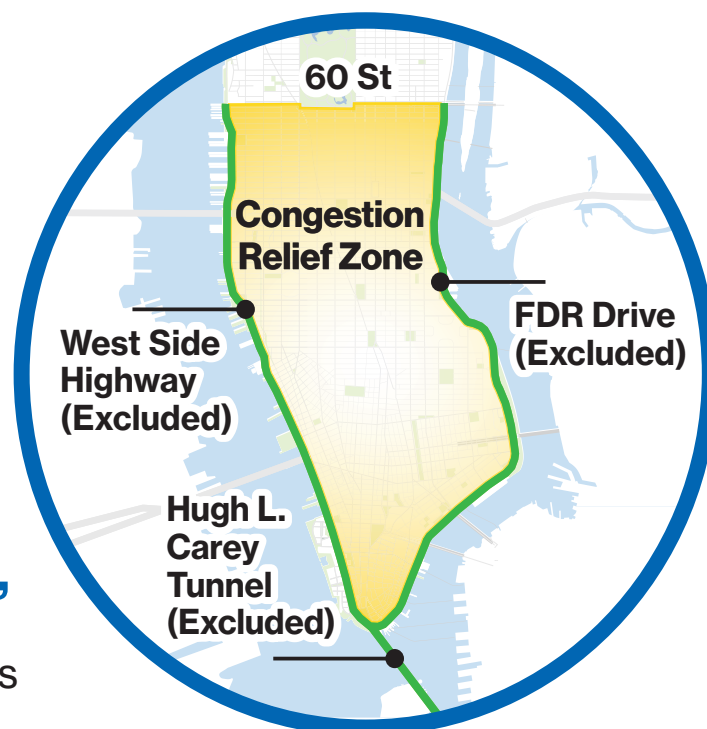 60 St
Congestion
Relief Zone
FDR Drive
(Excluded)
West Side
Highway
(Excluded)
Hugh L.
Carey
Tunnel
(Excluded)
,
s